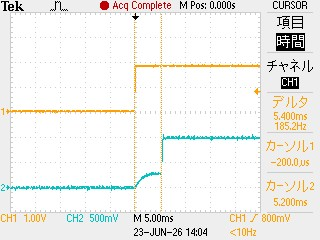 Tek Acq Complete M Pos: 0.000s CURSOR
項目
時間
チャネル
CH1
デルタ
5.400ms
185.2Hz
カーソル1
-200.0μs
カーソル2
5.200ms
1
2
CH1 1.00V CH2 500mV M 5.00ms CH1 800mV
23-JUN-26 14:04 <10Hz